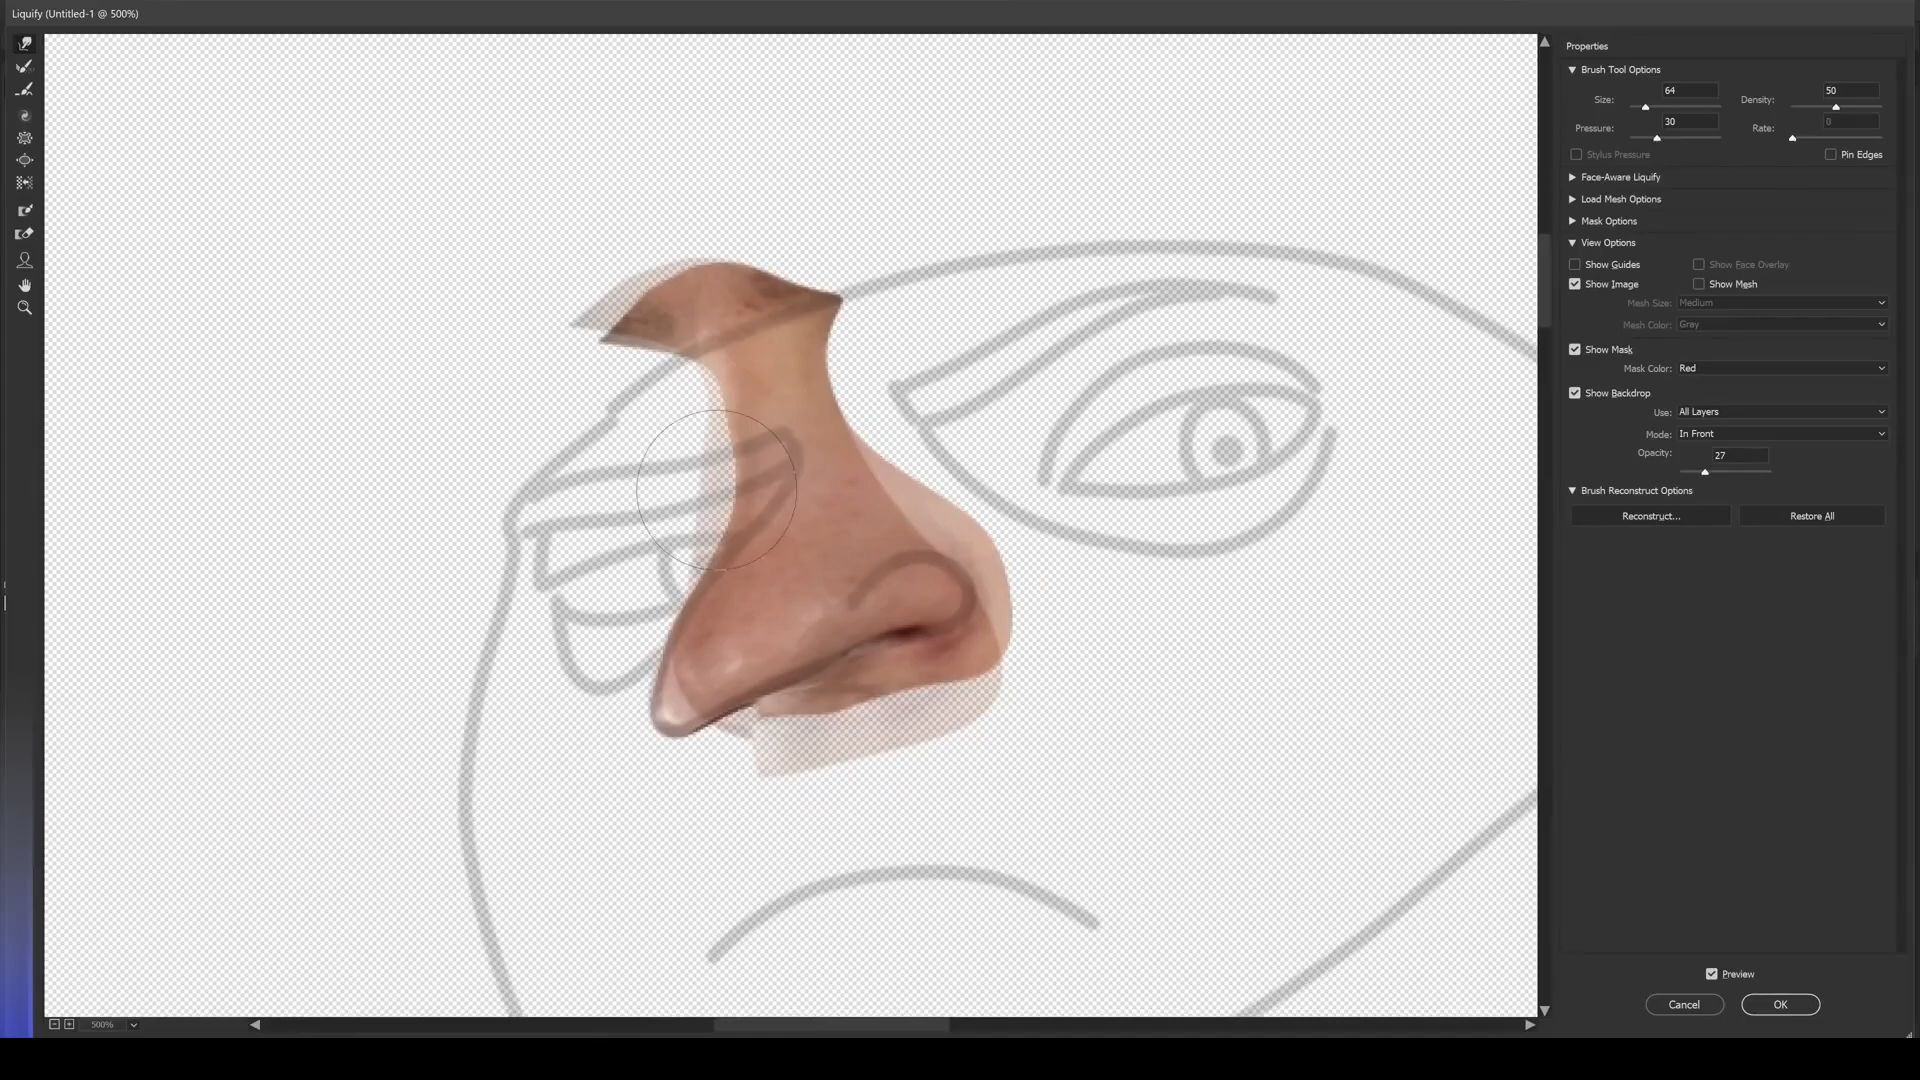 Liquify (Untitled-1 @ 500%)
Properties
Brush Tool Options
Size: 64 Density: 50
Pressure: 30 Rate: 0
Stylus Pressure Pin Edges
Face-Aware Liquify
Load Mesh Options
Mask Options
View Options
Show Guides Show Face Overlay
Show Image Show Mesh
Mesh Size: Medium
Mesh Color: Gray
Show Mask
Mask Color: Red
Show Backdrop
Use: All Layers
Mode: In Front
Opacity: 27
Brush Reconstruct Options
Reconstruct... Restore All
Preview
Cancel OK
500%